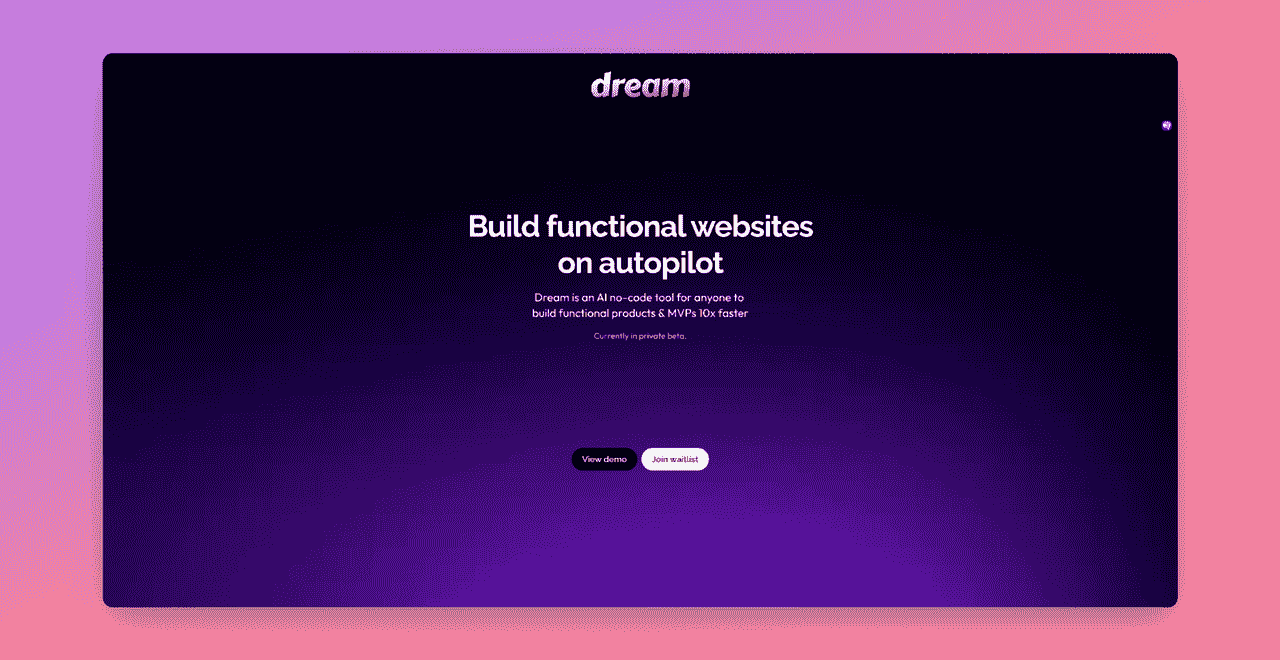 dream
Build functional websites
on autopilot
Dream is an AI no-code tool for anyone to
build functional products & MVPs 10x faster
Currently in private beta.
View demo
Join waitlist